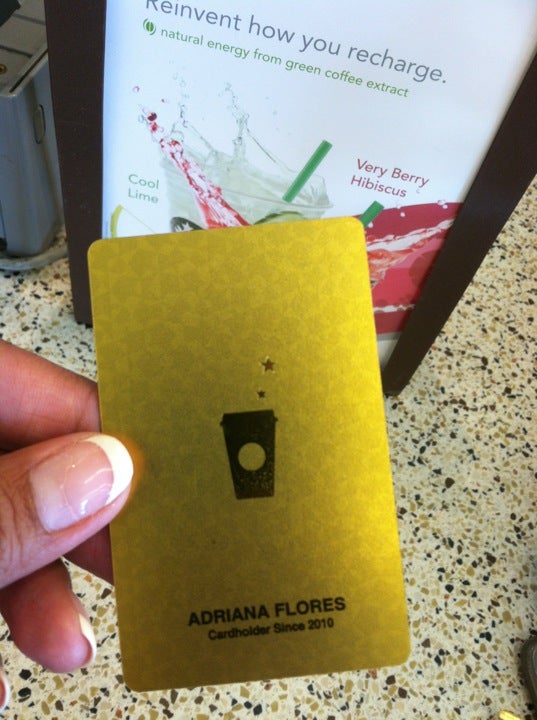 Reinvent how you recharge.
natural energy from green coffee extract
Very Berry
Hibiscus
Cool
Lime
ADRIANA FLORES
Cardholder Since 2010